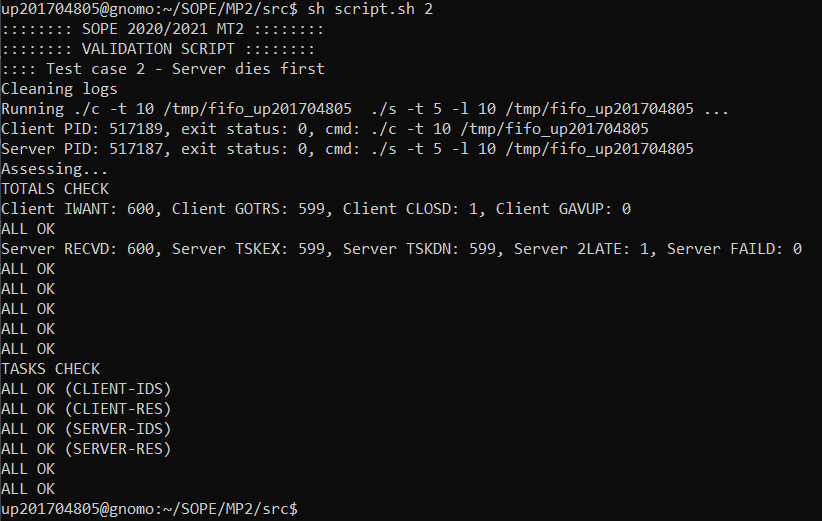 up201704805@gnomo:~/SOPE/MP2/src$ sh script.sh 2
:::::::: SOPE 2020/2021 MT2 ::::::::
:::::::: VALIDATION SCRIPT ::::::::
:::: Test case 2 - Server dies first
Cleaning logs
Running ./c -t 10 /tmp/fifo_up201704805  ./s -t 5 -l 10 /tmp/fifo_up201704805 ...
Client PID: 517189, exit status: 0, cmd: ./c -t 10 /tmp/fifo_up201704805
Server PID: 517187, exit status: 0, cmd: ./s -t 5 -l 10 /tmp/fifo_up201704805
Assessing...
TOTALS CHECK
Client IWANT: 600, Client GOTRS: 599, Client CLOSD: 1, Client GAVUP: 0
ALL OK
Server RECVD: 600, Server TSKEX: 599, Server TSKDN: 599, Server 2LATE: 1, Server FAILD: 0
ALL OK
ALL OK
ALL OK
ALL OK
ALL OK
TASKS CHECK
ALL OK (CLIENT-IDS)
ALL OK (CLIENT-RES)
ALL OK (SERVER-IDS)
ALL OK (SERVER-RES)
ALL OK
ALL OK
up201704805@gnomo:~/SOPE/MP2/src$